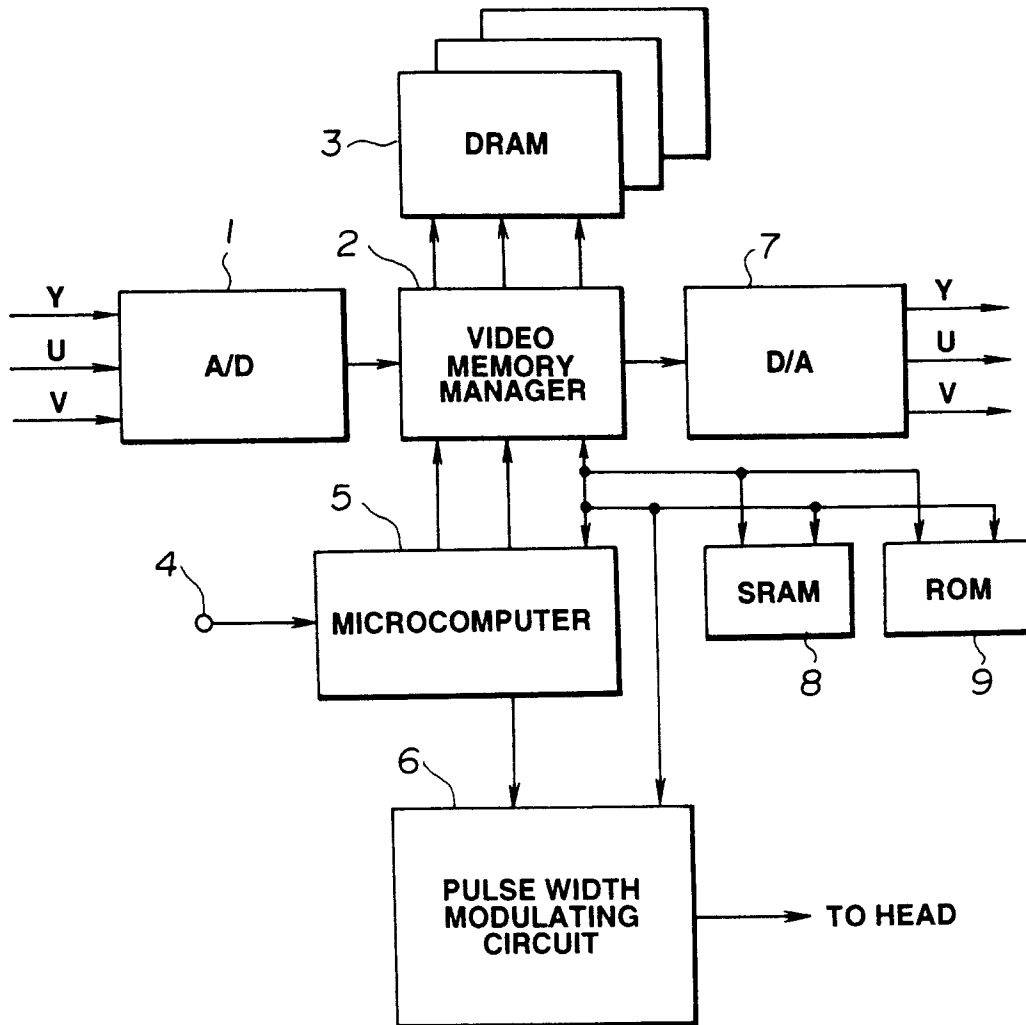 3
DRAM
1
2
7
Y
U
V
A/D
VIDEO
MEMORY
MANAGER
D/A
Y
U
V
5
4
MICROCOMPUTER
SRAM
ROM
8
9
6
PULSE WIDTH
MODULATING
CIRCUIT
TO HEAD